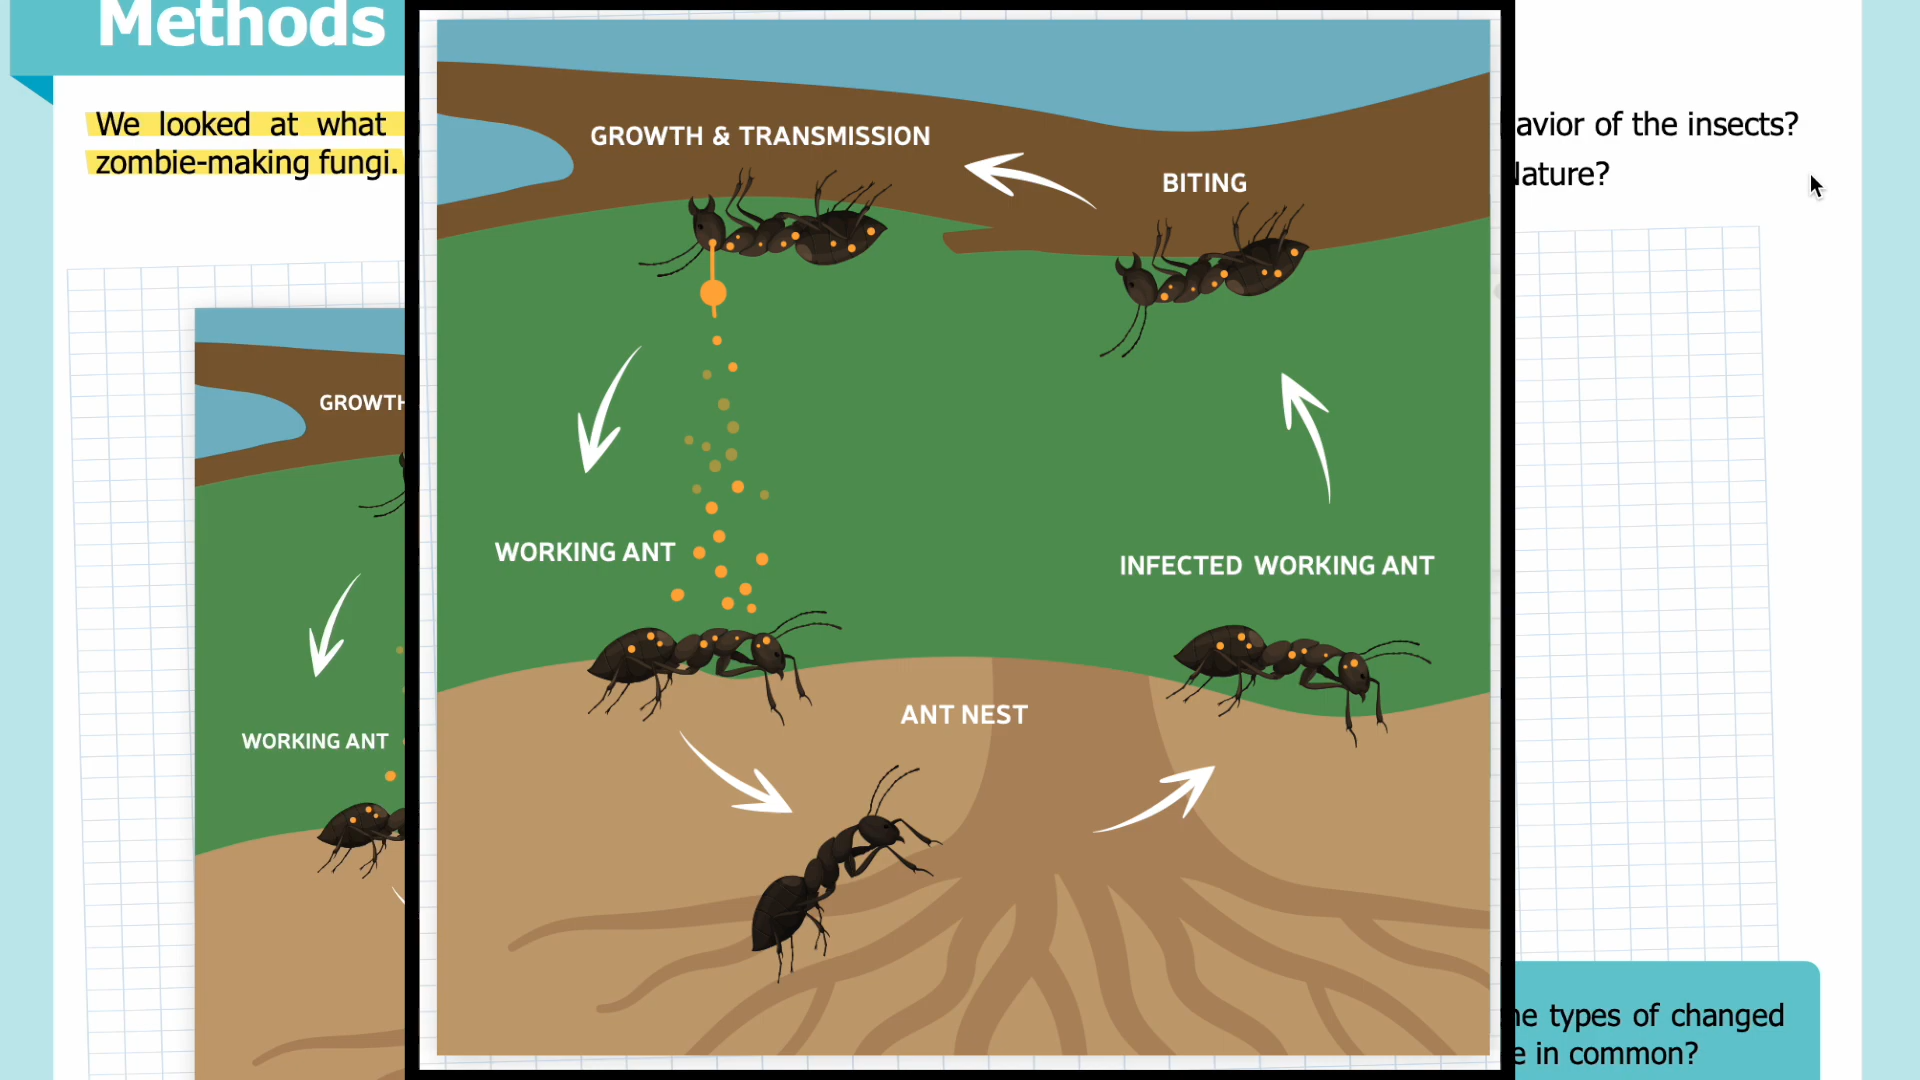 Methods
We looked at what
zombie-making fungi.
avior of the insects?
Nature?
GROWTH & TRANSMISSION
BITING
WORKING ANT
INFECTED WORKING ANT
ANT NEST
GROWTH
WORKING ANT
types of changed
in common?